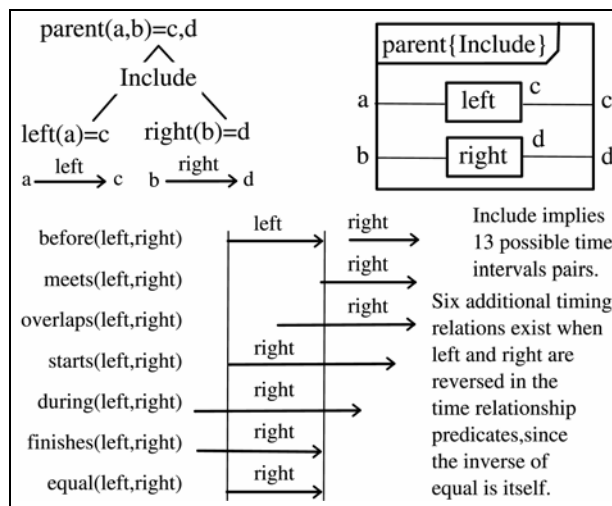 parent(a,b)=c,d
Include
left(a)=c right(b)=d
a left c b right d
parent{Include}
a left c c
b right d d
before(left,right) left right
meets(left,right) right
overlaps(left,right) right
starts(left,right) right
during(left,right) right
finishes(left,right) right
equal(left,right) right
Include implies
13 possible time
intervals pairs.
Six additional timing
relations exist when
left and right are
reversed in the
time relationship
predicates,since
the inverse of
equal is itself.